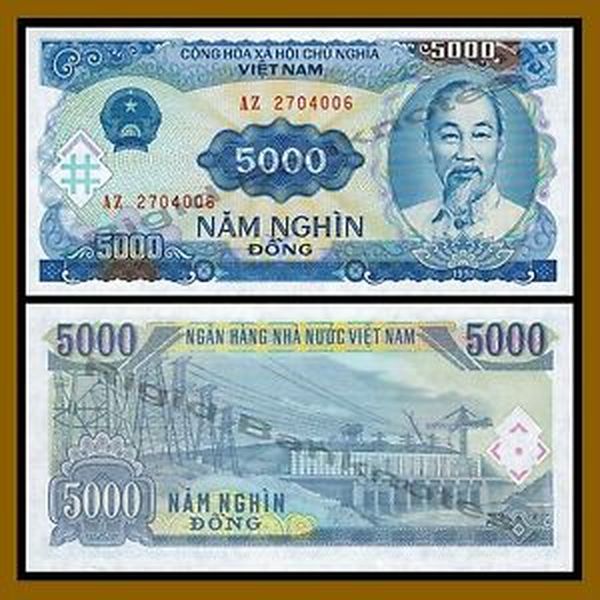 CỘNG HÒA XÃ HỘI CHỦ NGHĨA
VIỆT NAM
5000
AZ 2704006
5000
AZ 2704006
NĂM NGHÌN
ĐỒNG
5000
5000
NGÂN HÀNG NHÀ NƯỚC VIỆT NAM
5000
5000
NĂM NGHÌN
ĐỒNG